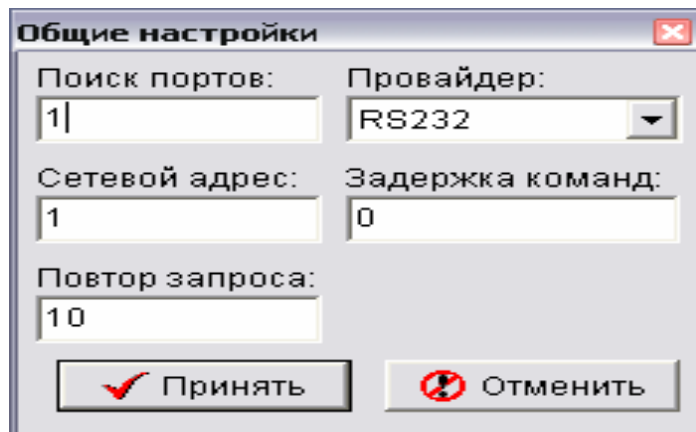 Общие настройки
Поиск портов: Провайдер:
1 RS232
Сетевой адрес: Задержка команд:
1 0
Повтор запроса:
10
Принять Отменить